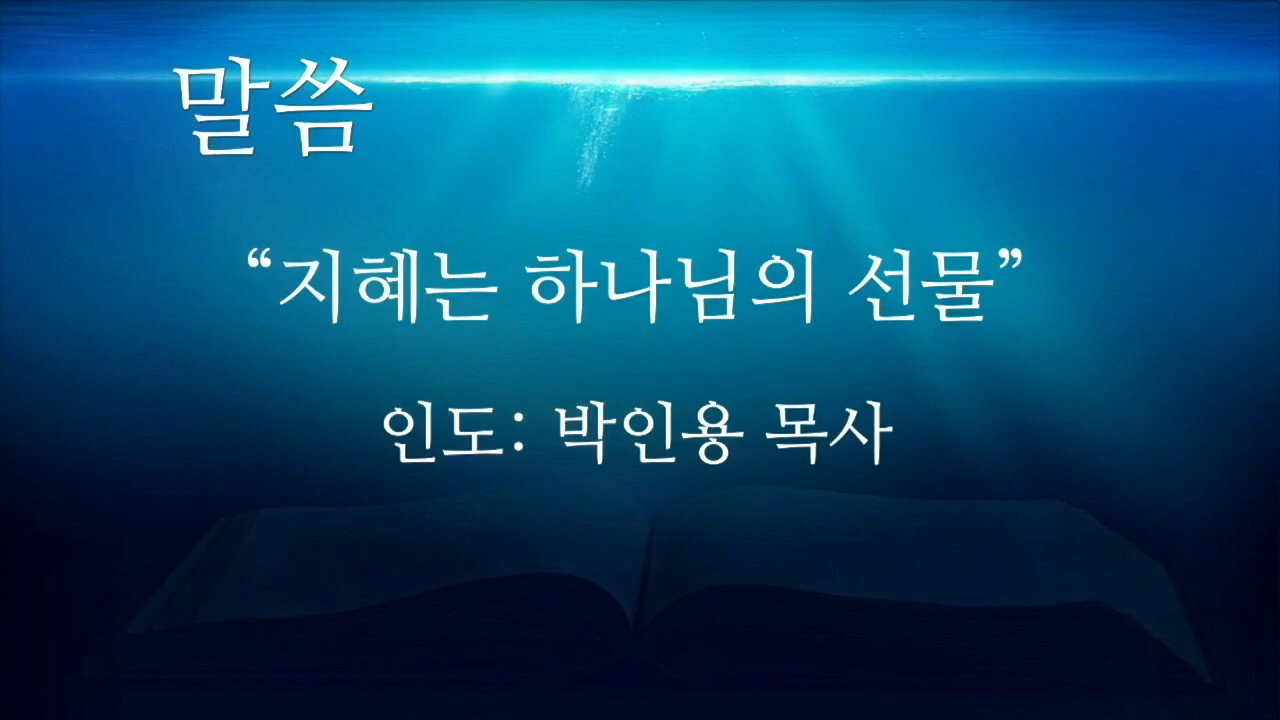 말씀
“지혜는 하나님의 선물”
인도: 박인용 목사